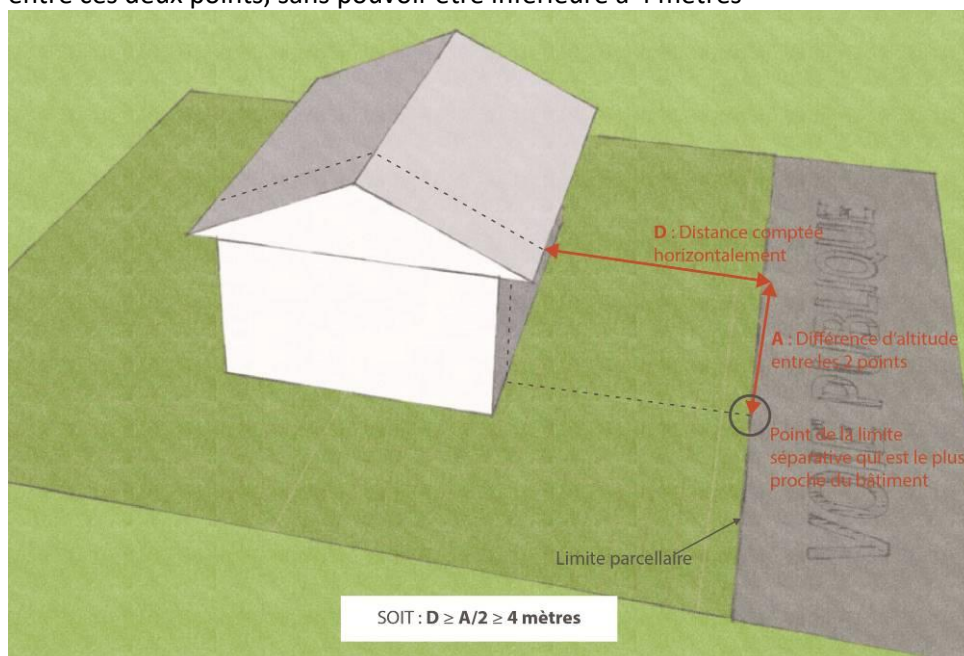 entre ces deux points, sans pouvoir être inférieure à 4 mètres
D : Distance comptée
horizontalement
A : Différence d'altitude
entre les 2 points
Point de la limite
séparative qui est le plus
proche du bâtiment
VOIE PUBLIQUE
Limite parcellaire
SOIT : D ≥ A/2 ≥ 4 mètres